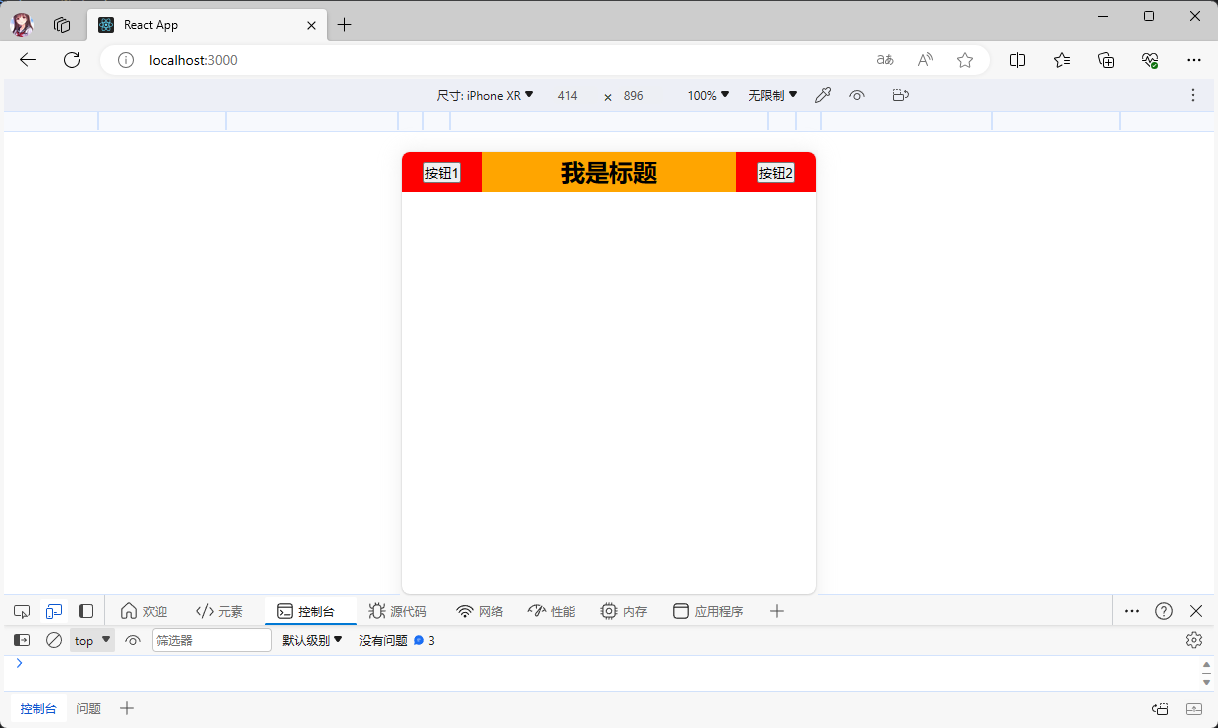 React App
localhost:3000
尺寸: iPhone XR 414 × 896 100% 无限制
按钮1 我是标题 按钮2
欢迎 元素 控制台 源代码 网络 性能 内存 应用程序
top 筛选器 默认级别 没有问题 3
控制台 问题